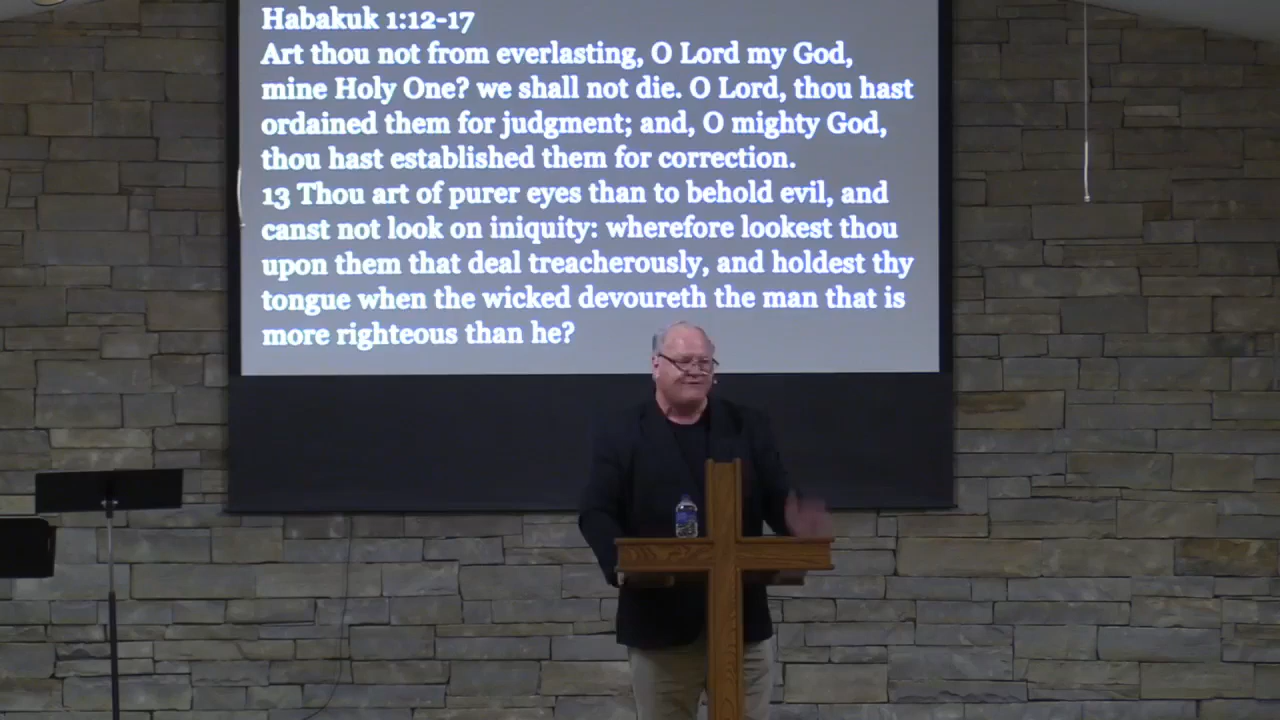 Habakuk 1:12-17
Art thou not from everlasting, O Lord my God,
mine Holy One? we shall not die. O Lord, thou hast
ordained them for judgment; and, O mighty God,
thou hast established them for correction.
13 Thou art of purer eyes than to behold evil, and
canst not look on iniquity: wherefore lookest thou
upon them that deal treacherously, and holdest thy
tongue when the wicked devoureth the man that is
more righteous than he?